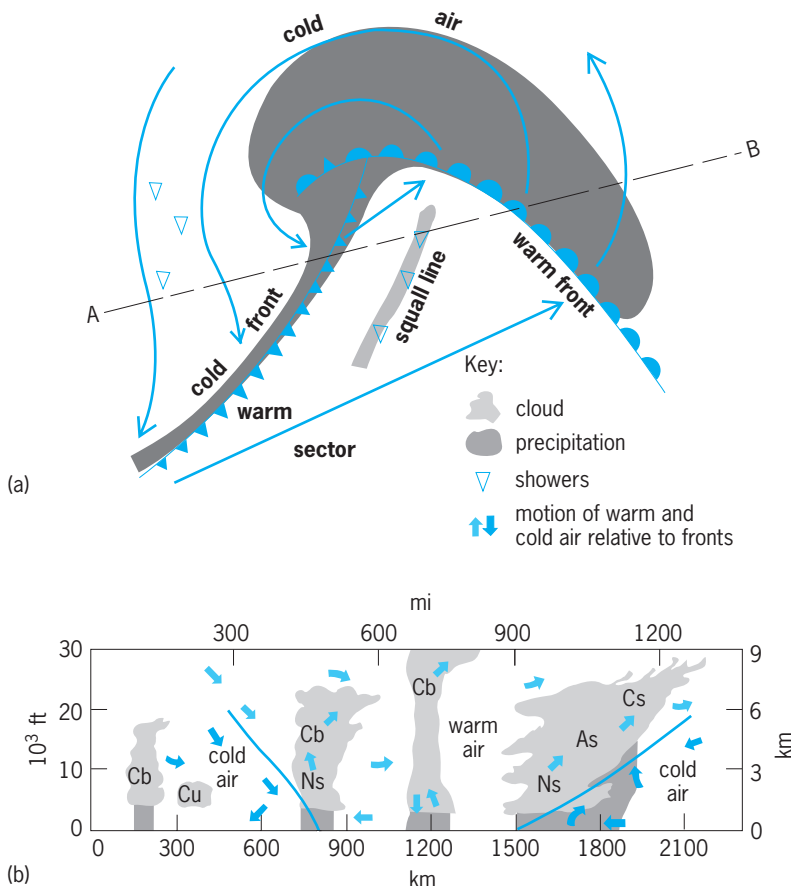 cold air
A
B
cold front
squall line
warm front
warm
sector
Key:
cloud
precipitation
showers
motion of warm and
cold air relative to fronts
(a)
mi
300 600 900 1200
30 9
20 6
10 3
0 0
10³ ft
km
Cb
Cu
cold
air
Cb
Ns
Cb
warm
air
Cs
As
Ns
cold
air
0 300 600 900 1200 1500 1800 2100
km
(b)